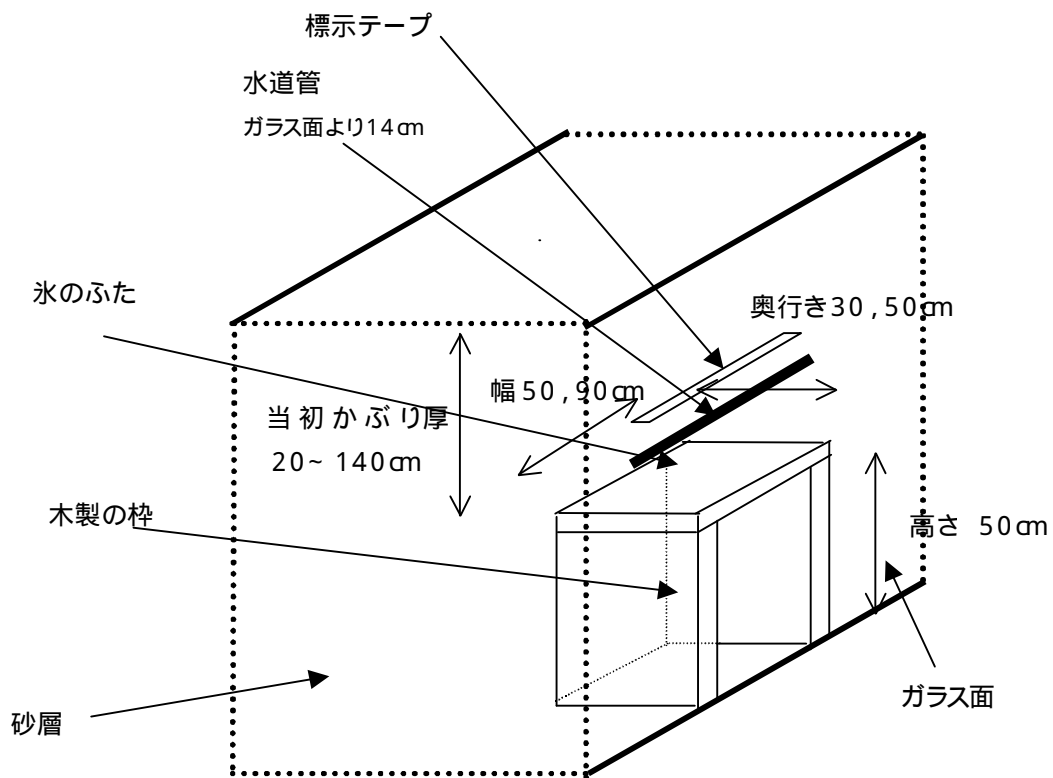 標示テープ
水道管
ガラス面より14cm
氷のふた
奥行き30,50cm
幅50,90cm
当初かぶり厚
20~140cm
木製の枠
高さ 50cm
ガラス面
砂層